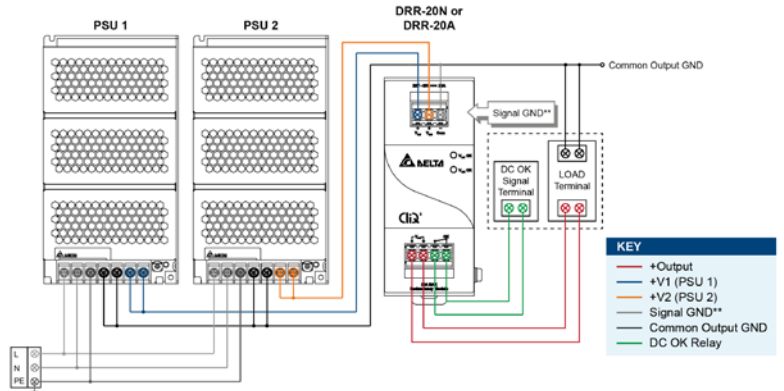 DRR-20N or
DRR-20A
PSU 1
PSU 2
Common Output GND
Signal GND**
DELTA
DC OK
Signal
Terminal
LOAD
Terminal
CliQ
L
N
PE
KEY
+Output
+V1 (PSU 1)
+V2 (PSU 2)
Signal GND**
Common Output GND
DC OK Relay